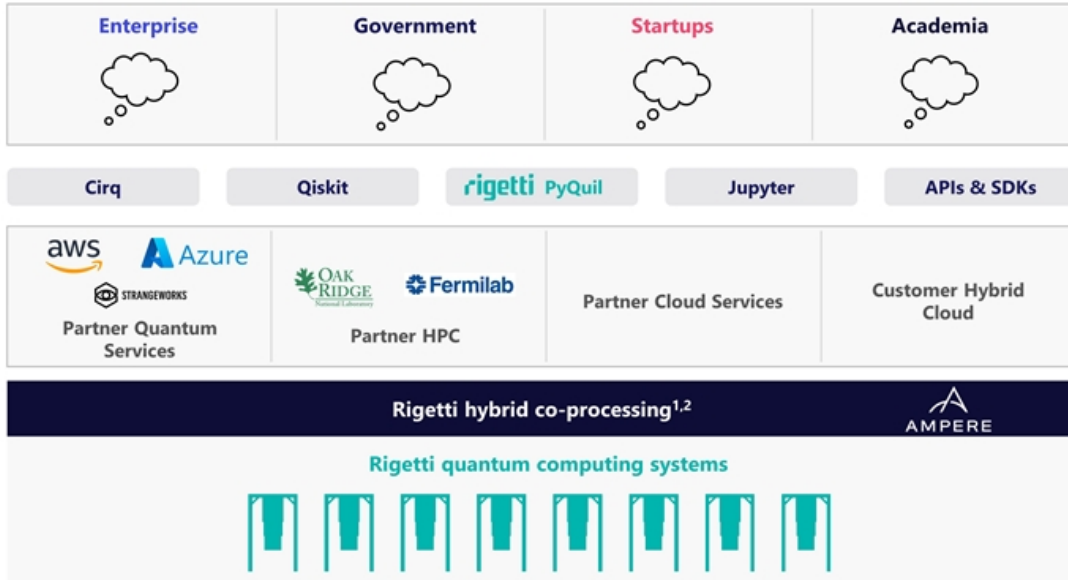 Enterprise
Government
Startups
Academia
Cirq
Qiskit
rigetti PyQuil
Jupyter
APIs & SDKs
aws
Azure
STRANGEWORKS
Partner Quantum
Services
OAK
RIDGE
National Laboratory
Fermilab
Partner HPC
Partner Cloud Services
Customer Hybrid
Cloud
Rigetti hybrid co-processing1,2
AMPERE
Rigetti quantum computing systems